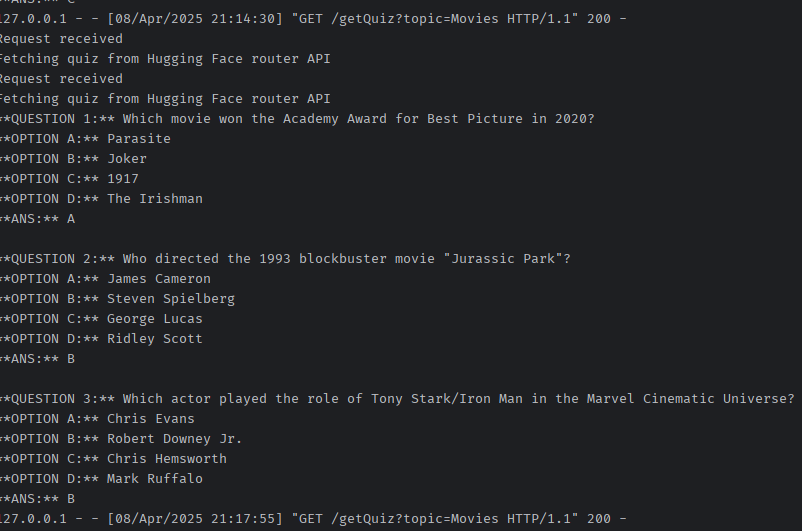 *ANS:** C
127.0.0.1 - - [08/Apr/2025 21:14:30] "GET /getQuiz?topic=Movies HTTP/1.1" 200 -
Request received
Fetching quiz from Hugging Face router API
Request received
Fetching quiz from Hugging Face router API
**QUESTION 1:** Which movie won the Academy Award for Best Picture in 2020?
**OPTION A:** Parasite
**OPTION B:** Joker
**OPTION C:** 1917
**OPTION D:** The Irishman
**ANS:** A
**QUESTION 2:** Who directed the 1993 blockbuster movie "Jurassic Park"?
**OPTION A:** James Cameron
**OPTION B:** Steven Spielberg
**OPTION C:** George Lucas
**OPTION D:** Ridley Scott
**ANS:** B
**QUESTION 3:** Which actor played the role of Tony Stark/Iron Man in the Marvel Cinematic Universe?
**OPTION A:** Chris Evans
**OPTION B:** Robert Downey Jr.
**OPTION C:** Chris Hemsworth
**OPTION D:** Mark Ruffalo
**ANS:** B
127.0.0.1 - - [08/Apr/2025 21:17:55] "GET /getQuiz?topic=Movies HTTP/1.1" 200 -